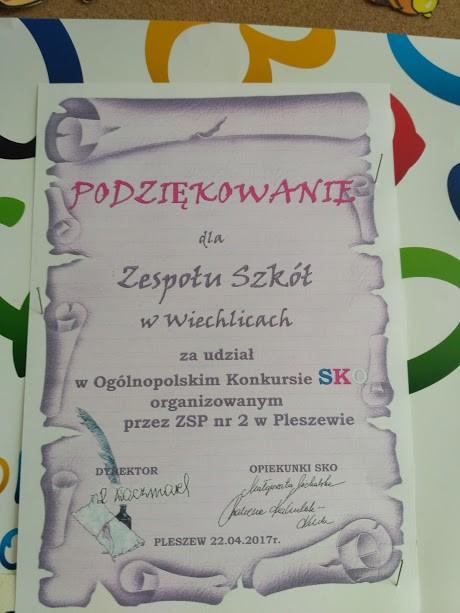 PODZIĘKOWANIE
dla
Zespołu Szkół
w Wiechlicach
za udział
w Ogólnopolskim Konkursie SKO
organizowanym
przez ZSP nr 2 w Pleszewie
DYREKTOR
OPIEKUNKI SKO
Małgorzata
PLESZEW 22.04.2017r.